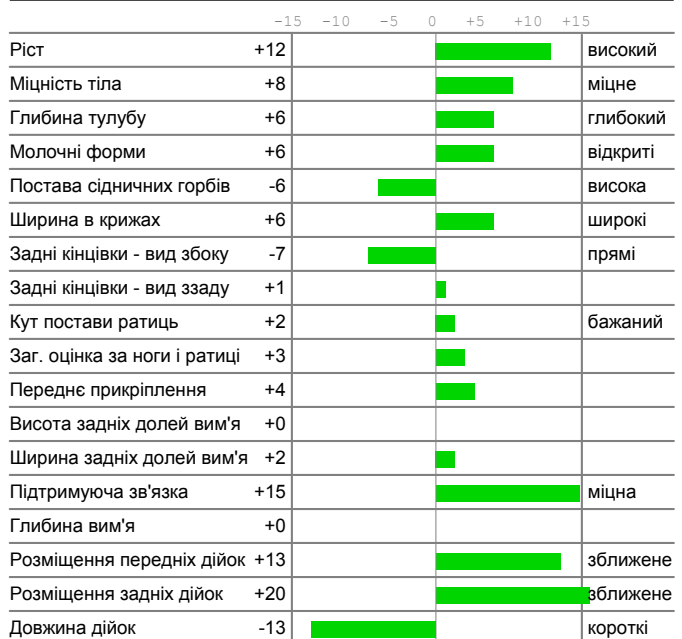 -15 -10 -5 0 +5 +10 +15
Ріст +12 високий
Міцність тіла +8 міцне
Глибина тулубу +6 глибокий
Молочні форми +6 відкриті
Постава сідничних горбів -6 висока
Ширина в крижах +6 широкі
Задні кінцівки - вид збоку -7 прямі
Задні кінцівки - вид ззаду +1
Кут постави ратиць +2 бажаний
Заг. оцінка за ноги і ратиці +3
Переднє прикріплення +4
Висота задніх долей вим'я +0
Ширина задніх долей вим'я +2
Підтримуюча зв'язка +15 міцна
Глибина вим'я +0
Розміщення передніх дійок +13 зближене
Розміщення задніх дійок +20 зближене
Довжина дійок -13 короткі